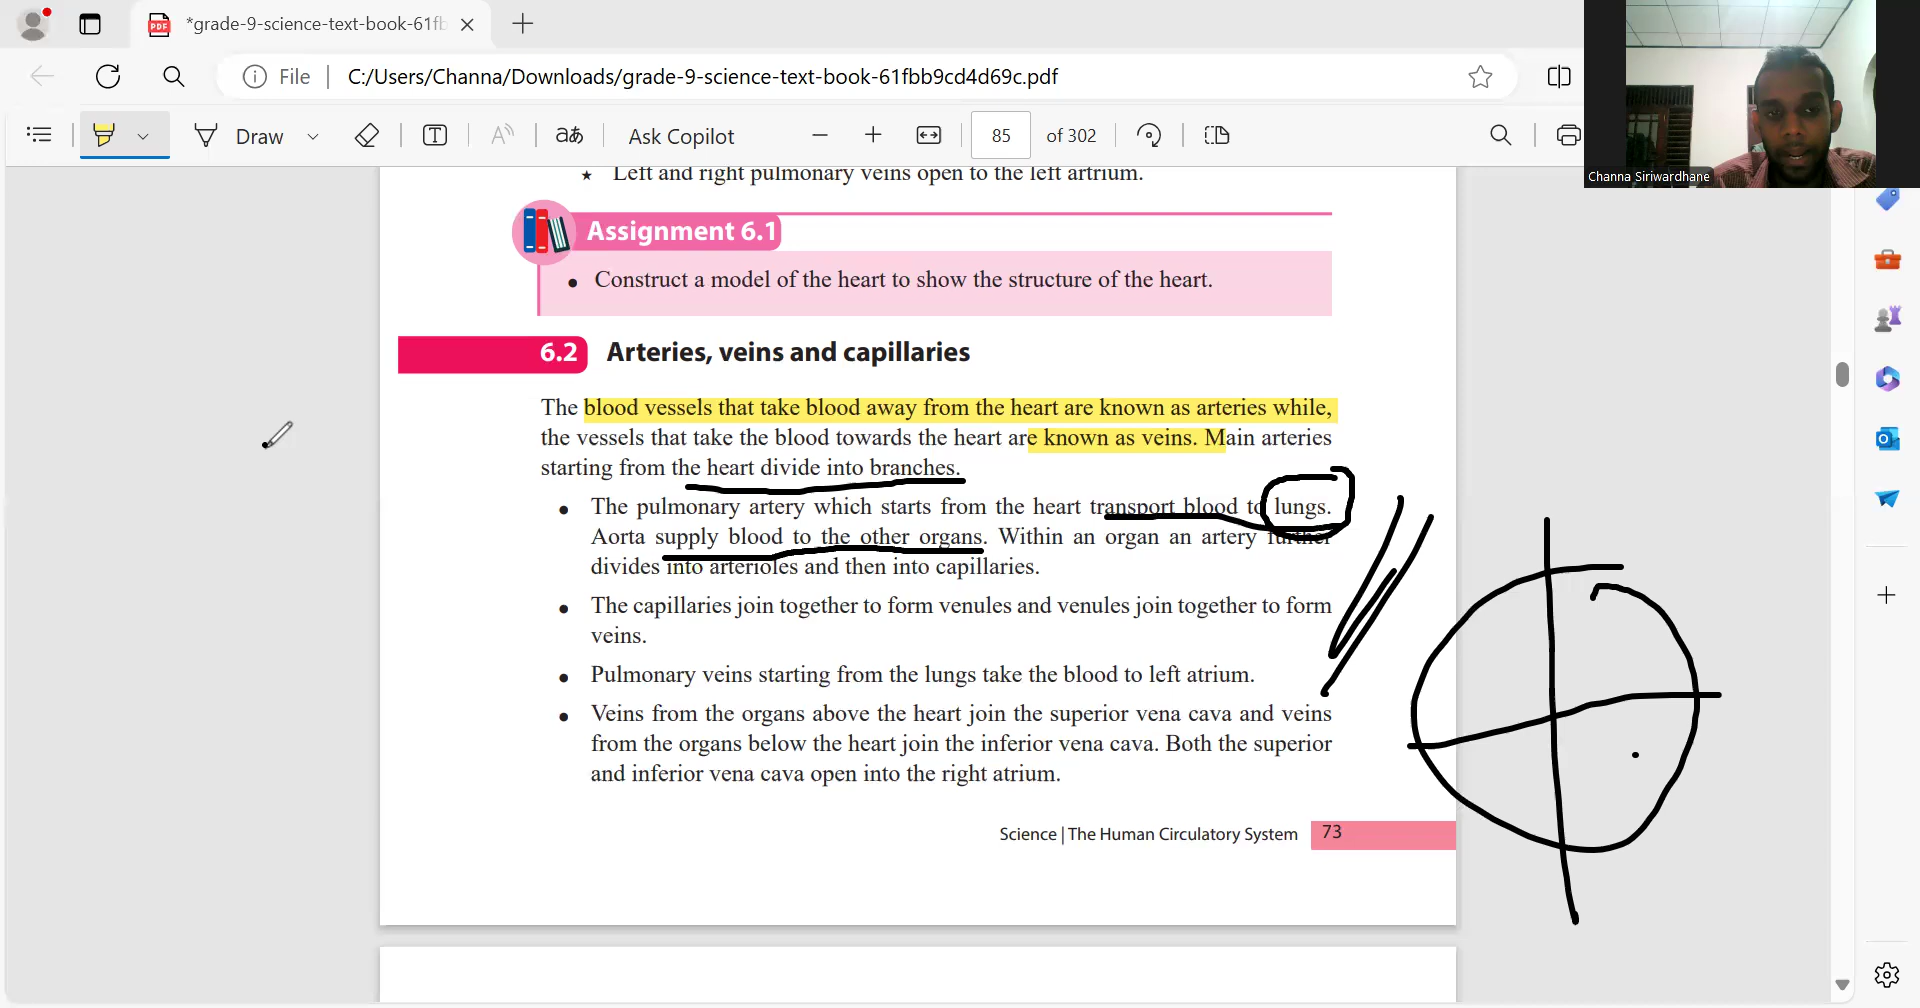 *grade-9-science-text-book-61fb
File
C:/Users/Channa/Downloads/grade-9-science-text-book-61fbb9cd4d69c.pdf
Draw
aあ
Ask Copilot
85
of 302
Channa Siriwardhane
★ Left and right pulmonary veins open to the left artrium.
Assignment 6.1
• Construct a model of the heart to show the structure of the heart.
6.2 Arteries, veins and capillaries
The blood vessels that take blood away from the heart are known as arteries while,
the vessels that take the blood towards the heart are known as veins. Main arteries
starting from the heart divide into branches.
• The pulmonary artery which starts from the heart transport blood to lungs.
Aorta supply blood to the other organs. Within an organ an artery further
divides into arterioles and then into capillaries.
• The capillaries join together to form venules and venules join together to form
veins.
• Pulmonary veins starting from the lungs take the blood to left atrium.
• Veins from the organs above the heart join the superior vena cava and veins
from the organs below the heart join the inferior vena cava. Both the superior
and inferior vena cava open into the right atrium.
Science | The Human Circulatory System 73